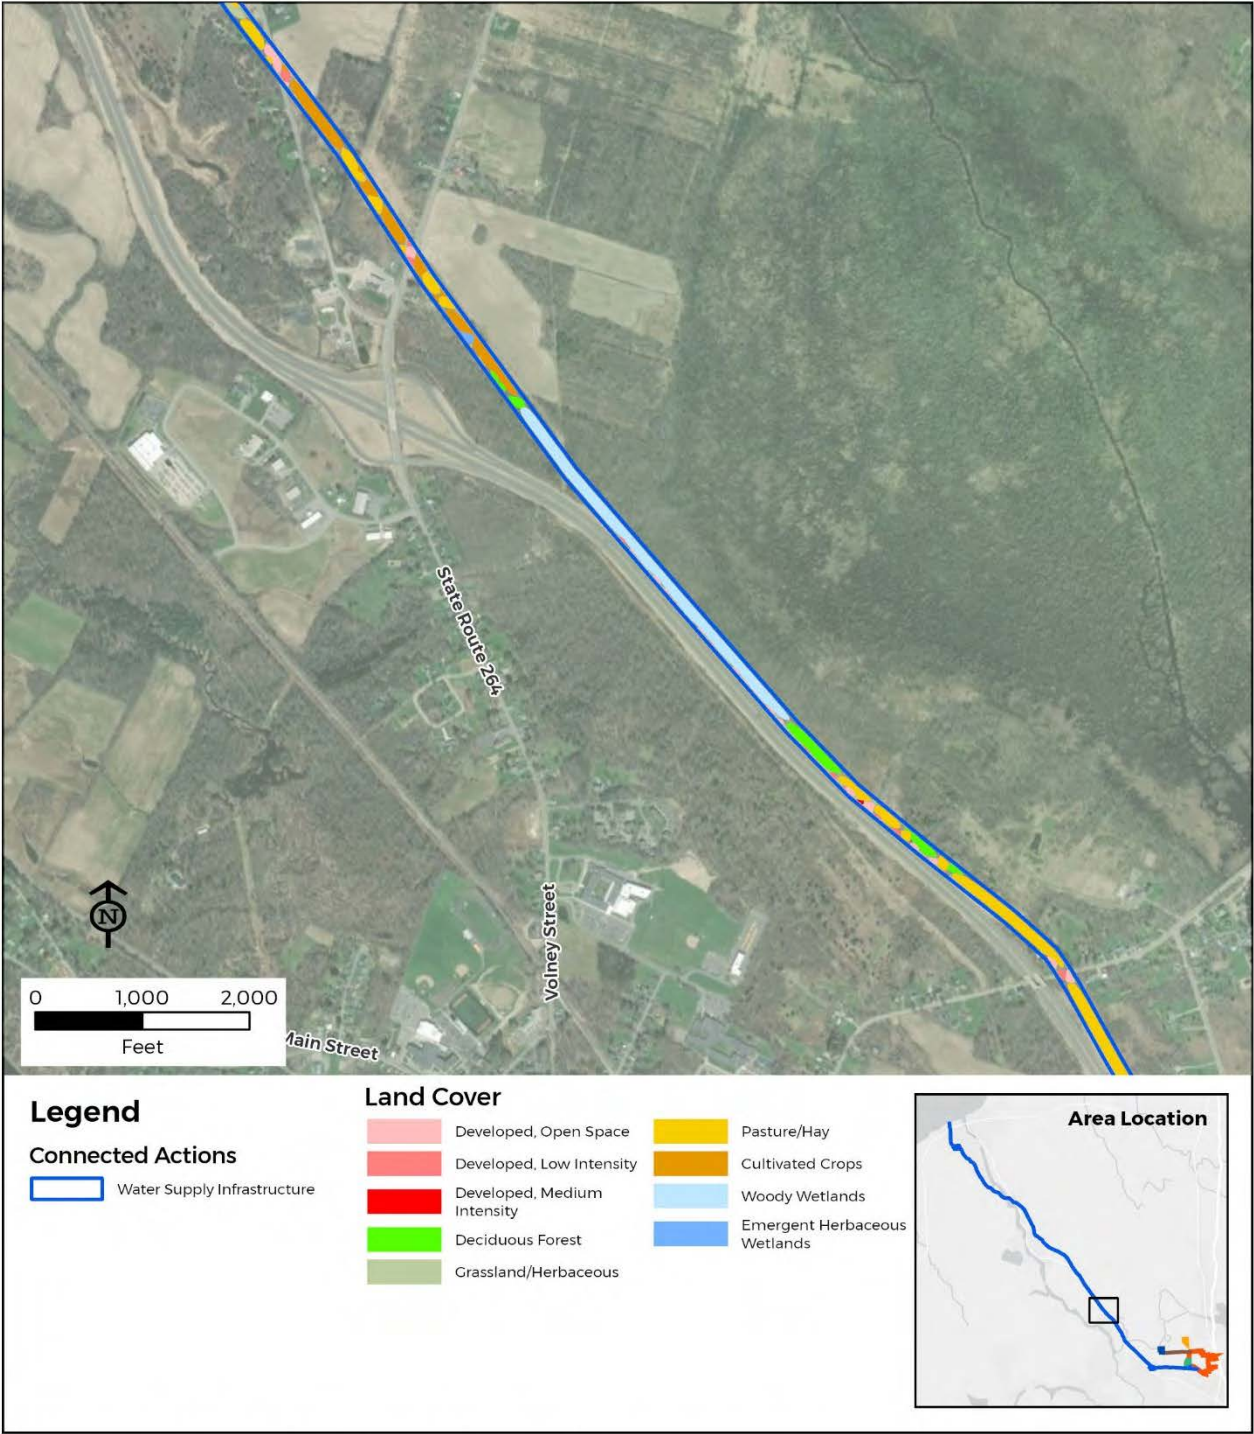 State Route 264
Volney Street
Main Street
N
0 1,000 2,000
Feet
Legend
Connected Actions
Water Supply Infrastructure
Land Cover
Developed, Open Space
Developed, Low Intensity
Developed, Medium
Intensity
Deciduous Forest
Grassland/Herbaceous
Pasture/Hay
Cultivated Crops
Woody Wetlands
Emergent Herbaceous
Wetlands
Area Location